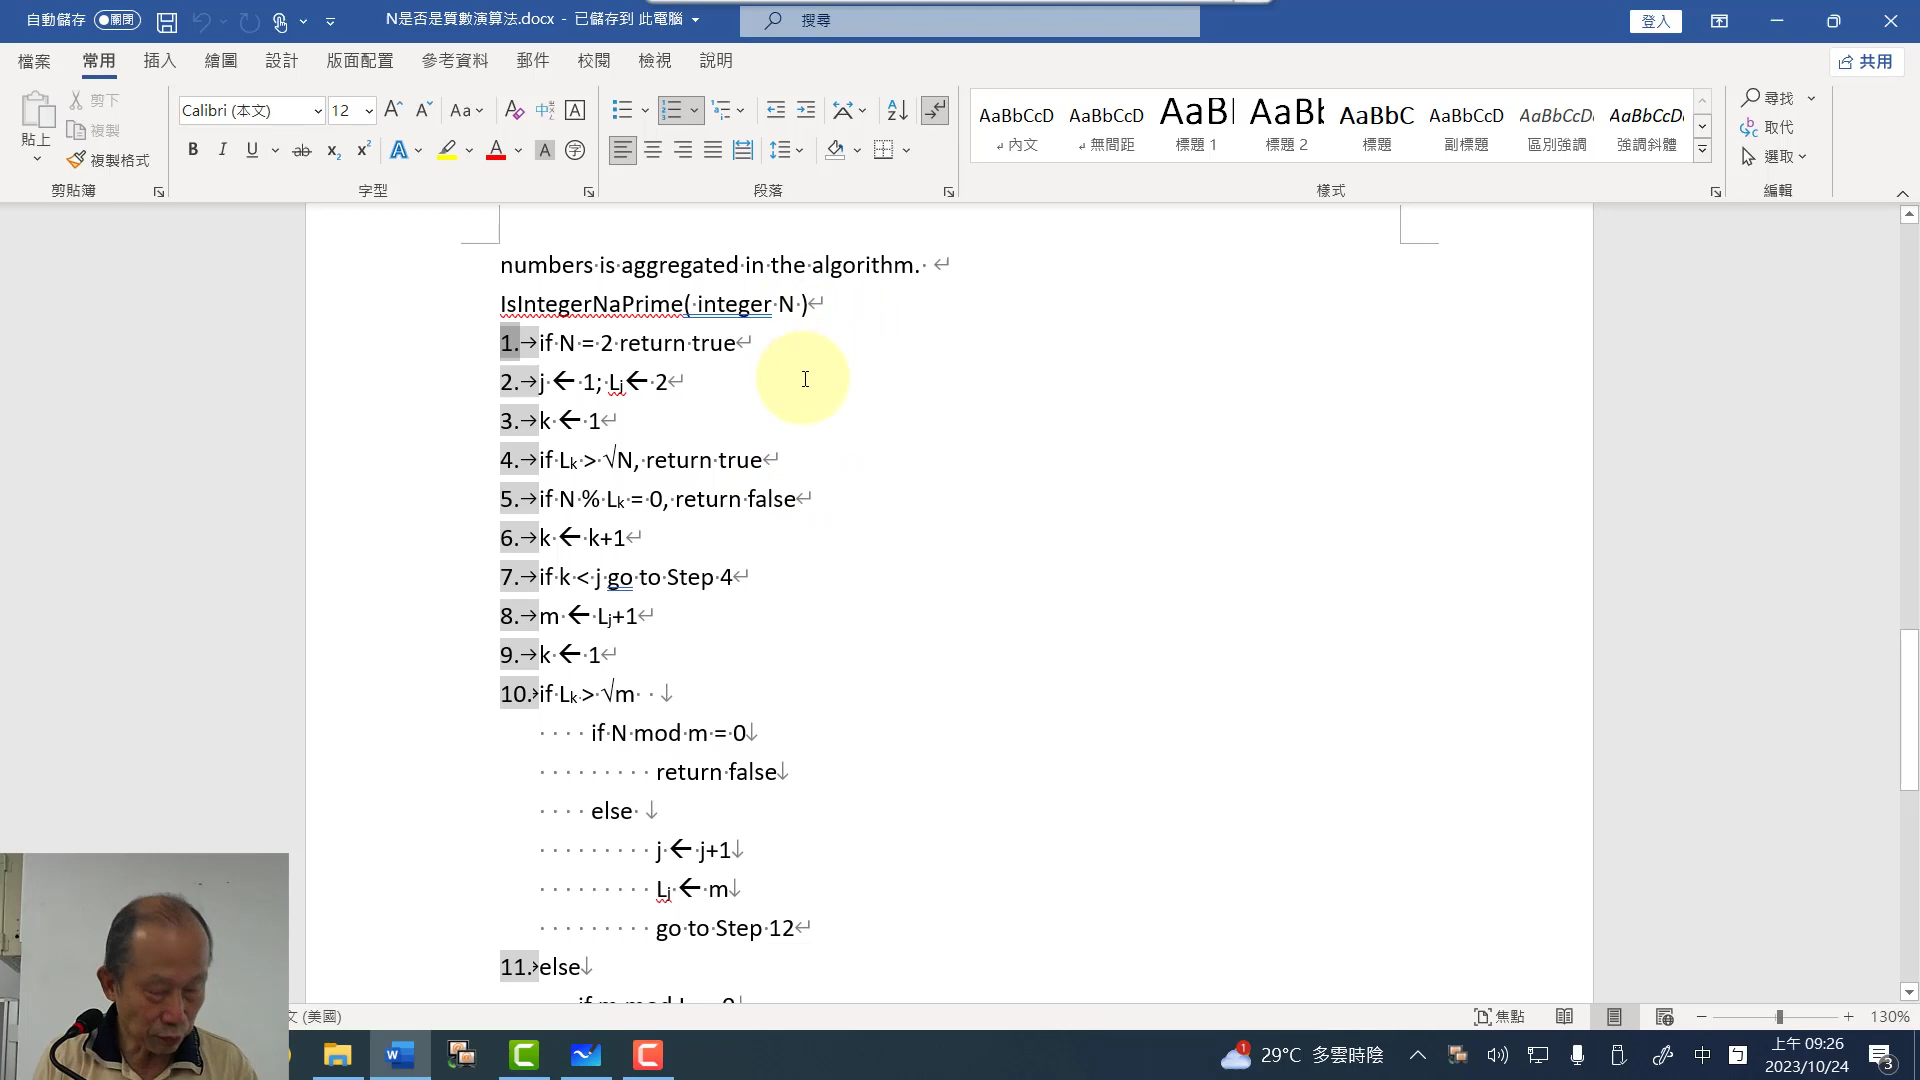 自動儲存 關閉 N是否是質數演算法.docx - 已儲存到 此電腦 搜尋 登入
檔案 常用 插入 繪圖 設計 版面配置 參考資料 郵件 校閱 檢視 說明 共用
貼上 剪下 複製 複製格式 剪貼簿
Calibri (本文) 12 字型
段落
AaBbCcD AaBbCcD AaBl AaBt AaBbC AaBbCcD AaBbCcD AaBbCcD
內文 無間距 標題 1 標題 2 標題 副標題 區別強調 強調斜體
樣式
尋找 取代 選取 編輯
numbers is aggregated in the algorithm.
IsIntegerNaPrime( integer N )
1. if N = 2 return true
2. j ← 1; Lj← 2
3. k ← 1
4. if Lk > √N, return true
5. if N % Lk = 0, return false
6. k ← k+1
7. if k < j go to Step 4
8. m ← Lj+1
9. k ← 1
10. if Lk > √m
if N mod m = 0
return false
else
j ← j+1
Lj ← m
go to Step 12
11. else
文 (美國) 焦點 130%
29°C 多雲時陰 中 上午 09:26
2023/10/24 3